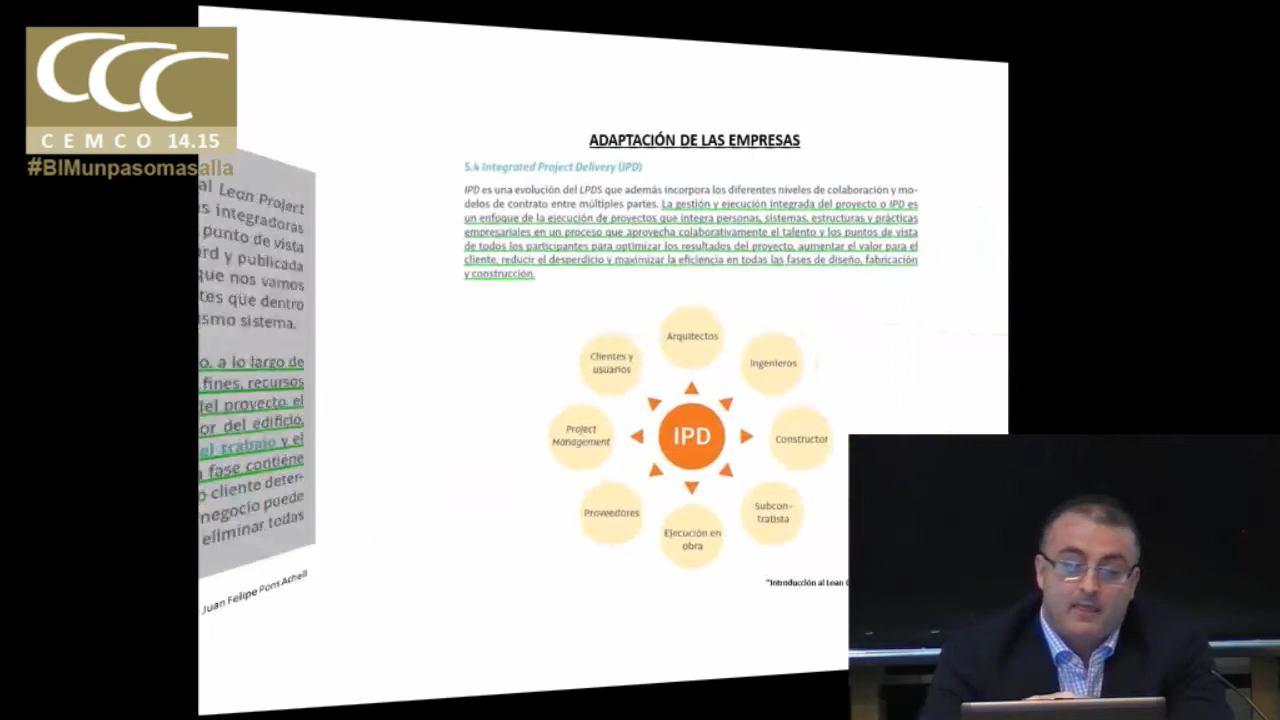 CCC
CEMCO 14.15
#BIMunpasomasalla
al Lean Project
s integradoras
punto de vista
ard y publicada
que nos vamos
tes que dentro
ismo sistema.
o, a lo largo de
fines, recursos
del proyecto, el
or del edificio,
el trabajo y el
a fase contiene
o cliente deter-
negocio puede
eliminar todas
Juan Felipe Pons Achell
ADAPTACIÓN DE LAS EMPRESAS
5.4 Integrated Project Delivery (IPD)
IPD es una evolución del LPDS que además incorpora los diferentes niveles de colaboración y mo-
delos de contrato entre múltiples partes. La gestión y ejecución integrada del proyecto o IPD es
un enfoque de la ejecución de proyectos que integra personas, sistemas, estructuras y prácticas
empresariales en un proceso que aprovecha colaborativamente el talento y los puntos de vista
de todos los participantes para optimizar los resultados del proyecto, aumentar el valor para el
cliente, reducir el desperdicio y maximizar la eficiencia en todas las fases de diseño, fabricación
y construcción.
Arquitectos
Clientes y
usuarios
Ingenieros
Project
Management
IPD
Constructor
Proveedores
Subcon-
tratista
Ejecución en
obra
"Introducción al Lean